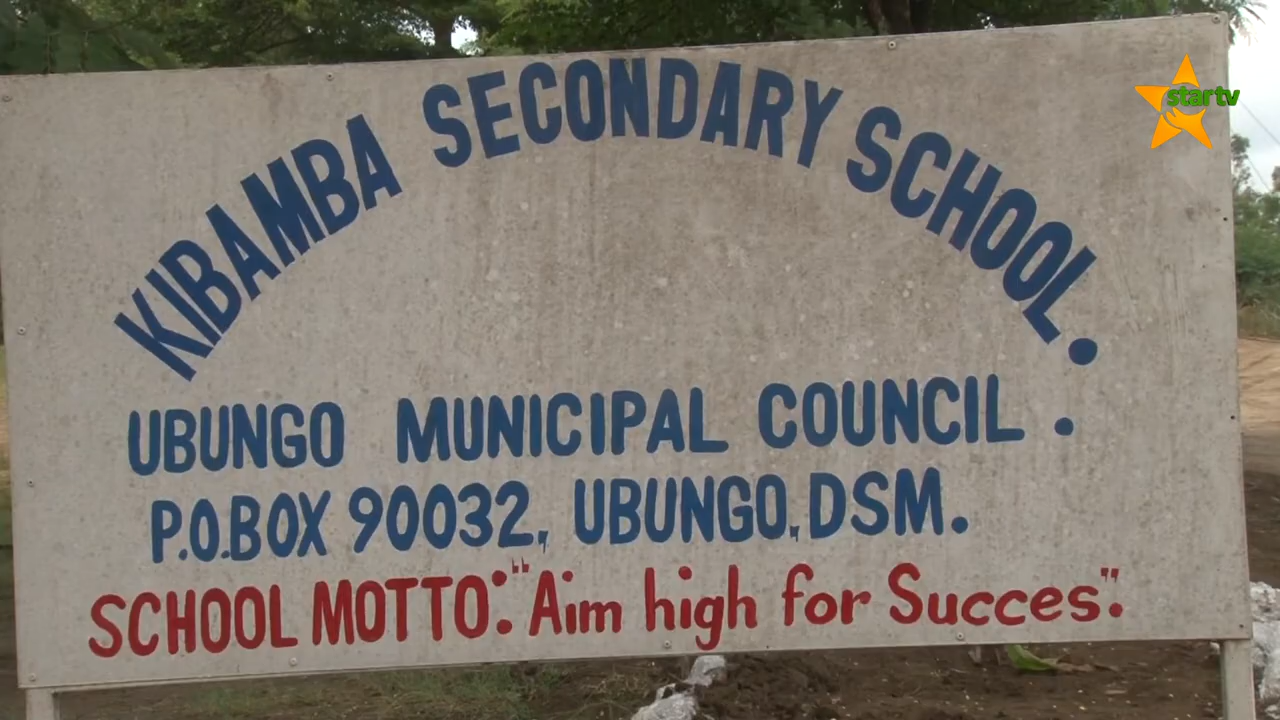 startv
KIBAMBA SECONDARY SCHOOL.
UBUNGO MUNICIPAL COUNCIL.
P.O.BOX 90032, UBUNGO, DSM.
SCHOOL MOTTO: "Aim high for Succes".